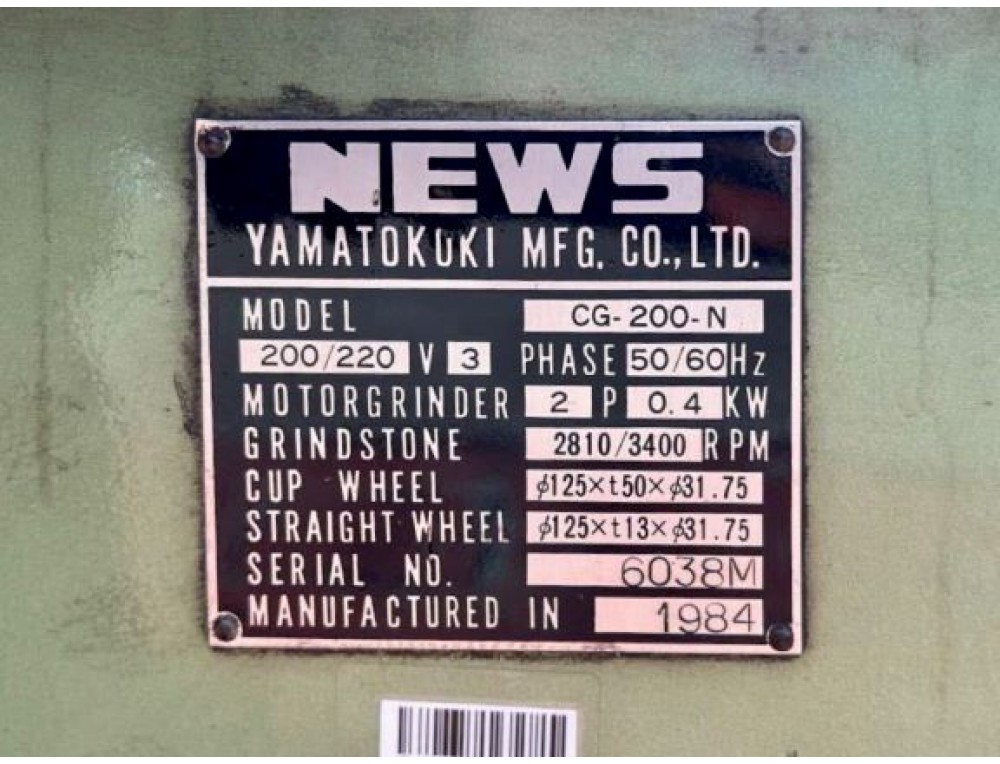 NEWS
YAMATOKOKI MFG. CO., LTD.
MODEL CG-200-N
200/220 V 3 PHASE 50/60 Hz
MOTORGRINDER 2 P 0.4 KW
GRINDSTONE 2810/3400 RPM
CUP WHEEL φ125×t50×φ31.75
STRAIGHT WHEEL φ125×t13×φ31.75
SERIAL NO. 6038M
MANUFACTURED IN 1984